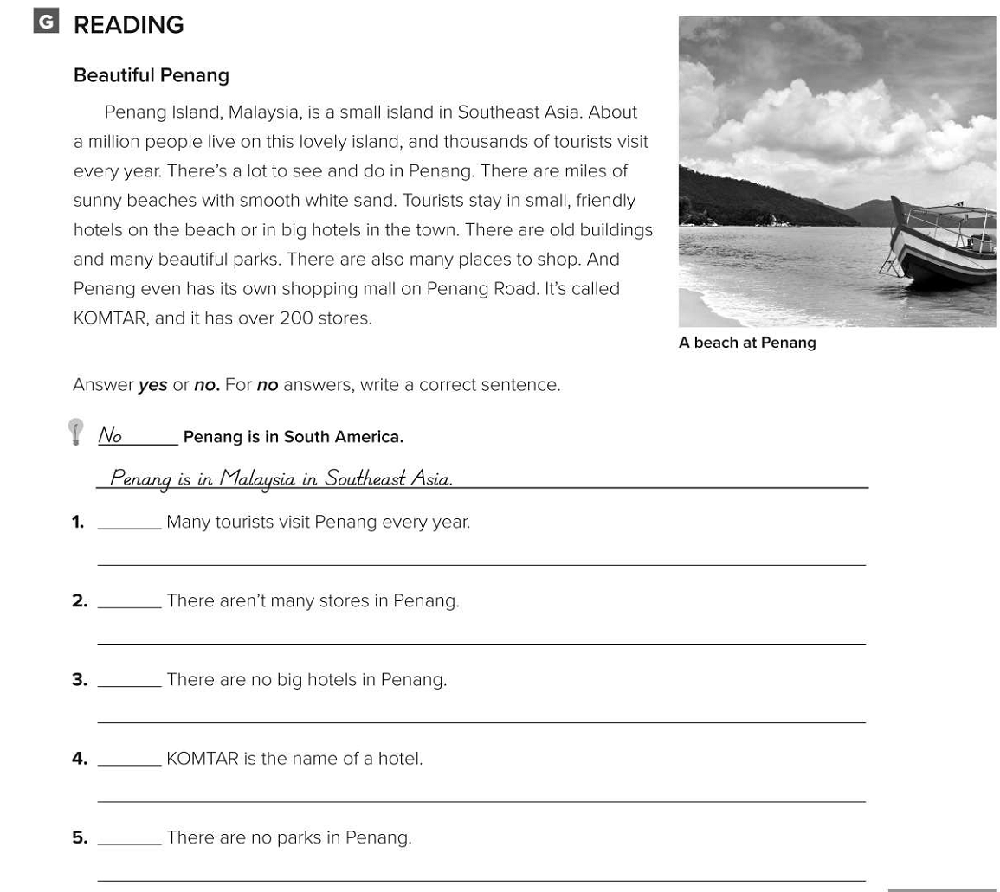 G READING
Beautiful Penang
Penang Island, Malaysia, is a small island in Southeast Asia. About
a million people live on this lovely island, and thousands of tourists visit
every year. There’s a lot to see and do in Penang. There are miles of
sunny beaches with smooth white sand. Tourists stay in small, friendly
hotels on the beach or in big hotels in the town. There are old buildings
and many beautiful parks. There are also many places to shop. And
Penang even has its own shopping mall on Penang Road. It’s called
KOMTAR, and it has over 200 stores.
A beach at Penang
Answer yes or no. For no answers, write a correct sentence.
No Penang is in South America.
Penang is in Malaysia in Southeast Asia.
1. ______ Many tourists visit Penang every year.
2. ______ There aren’t many stores in Penang.
3. ______ There are no big hotels in Penang.
4. ______ KOMTAR is the name of a hotel.
5. ______ There are no parks in Penang.